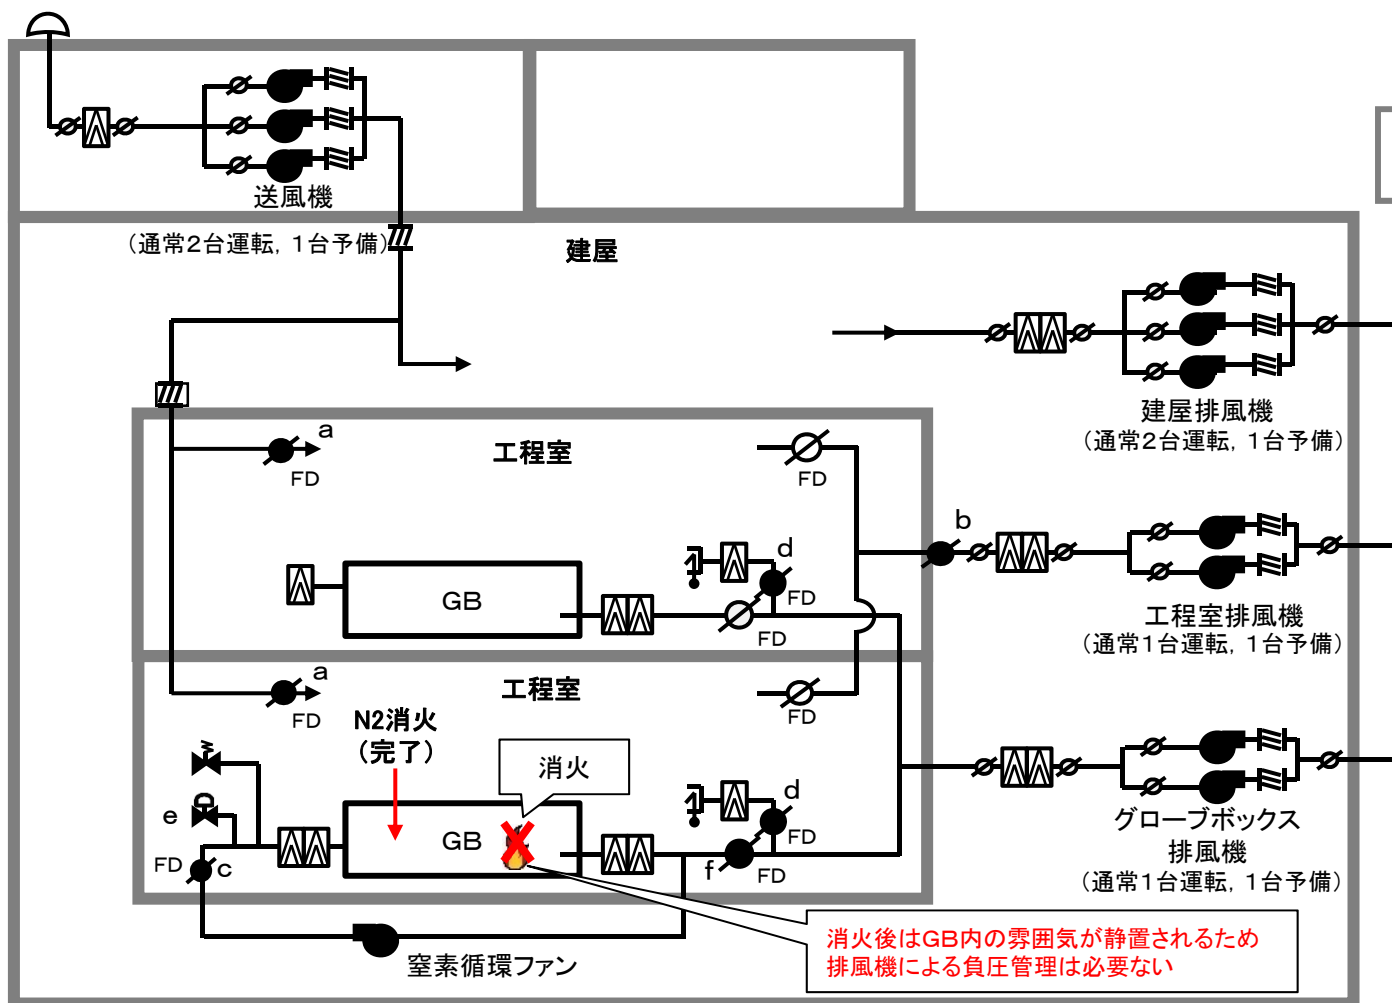 送風機
(通常2台運転, 1台予備)
建屋
建屋排風機
(通常2台運転, 1台予備)
a
FD
工程室
FD
b
d
GB
FD
FD
工程室排風機
(通常1台運転, 1台予備)
a
FD
工程室
FD
N2消火
(完了)
消火
e
d
GB
FD
FD
c
f
FD
グローブボックス
排風機
(通常1台運転, 1台予備)
窒素循環ファン
消火後はGB内の雰囲気が静置されるため
排風機による負圧管理は必要ない